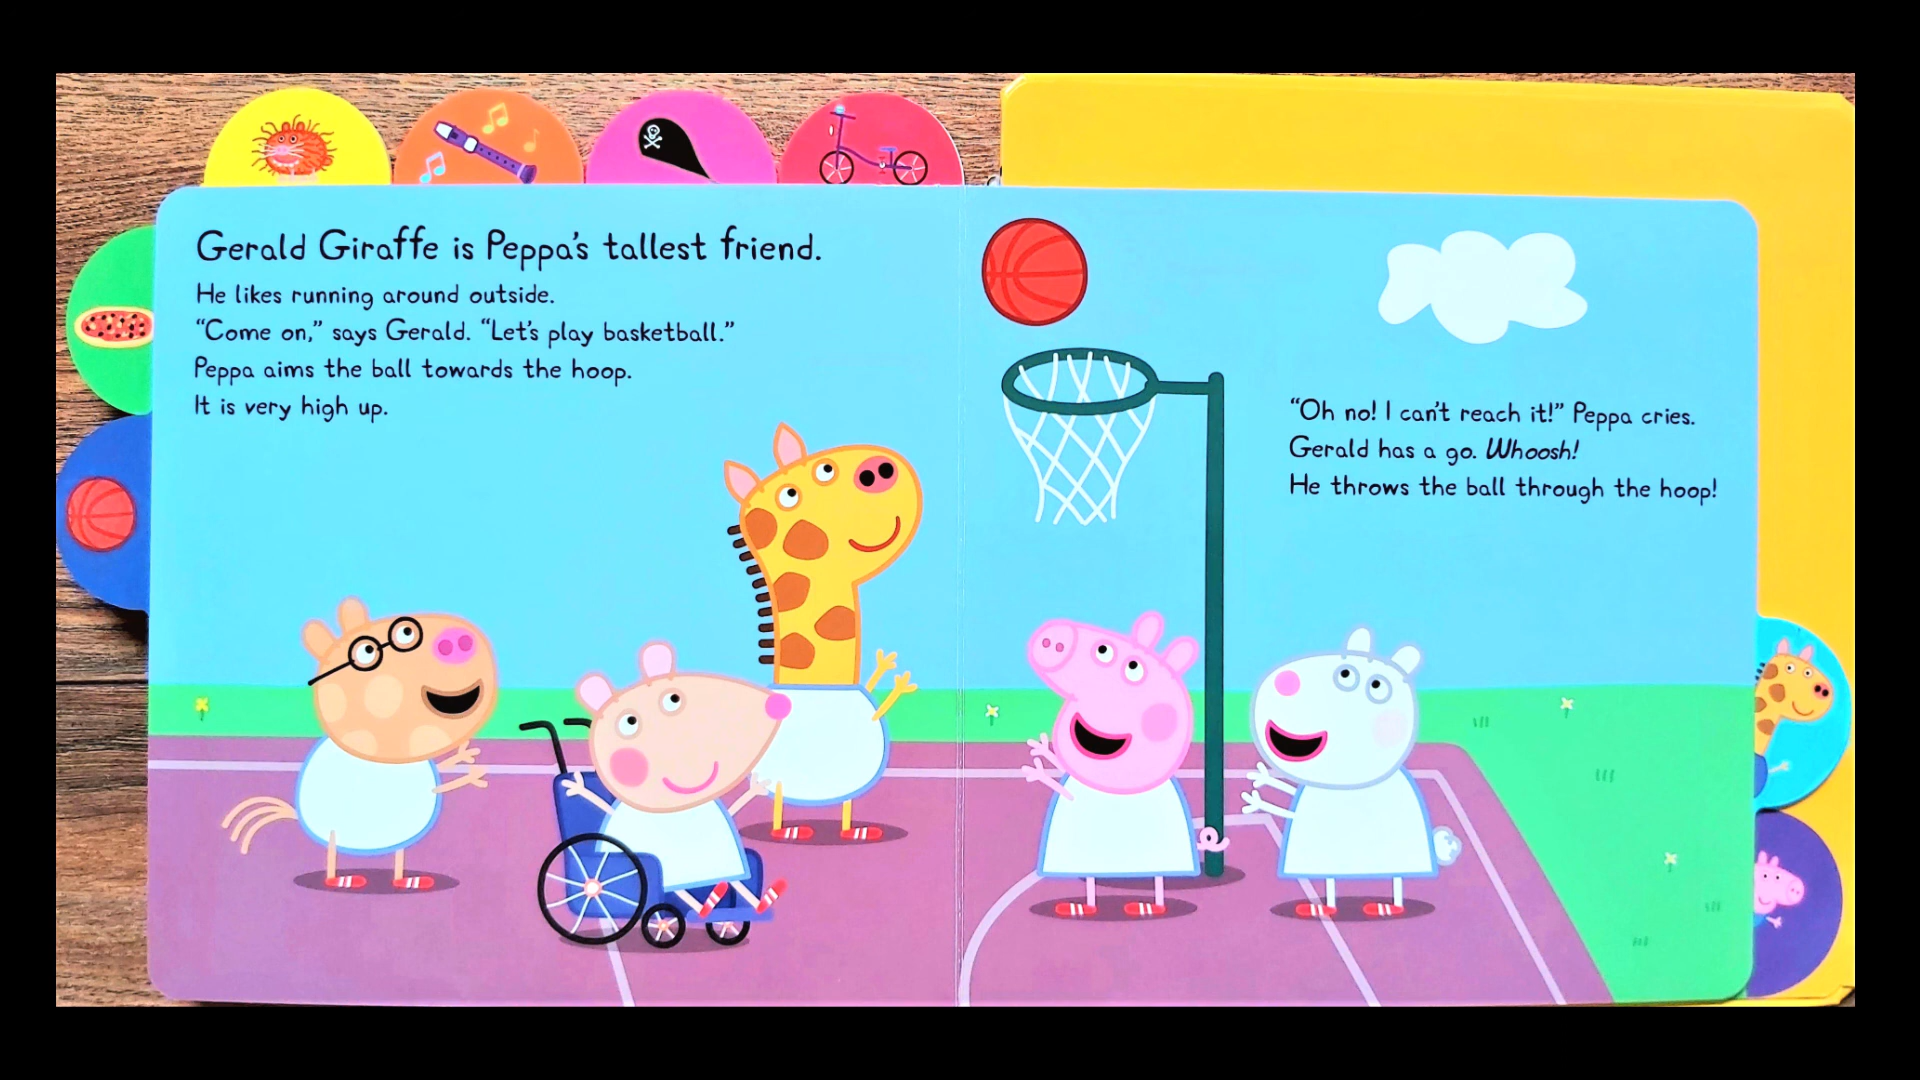 Gerald Giraffe is Peppa's tallest friend.
He likes running around outside.
“Come on,” says Gerald. “Let's play basketball.”
Peppa aims the ball towards the hoop.
It is very high up.
“Oh no! I can't reach it!” Peppa cries.
Gerald has a go. Whoosh!
He throws the ball through the hoop!